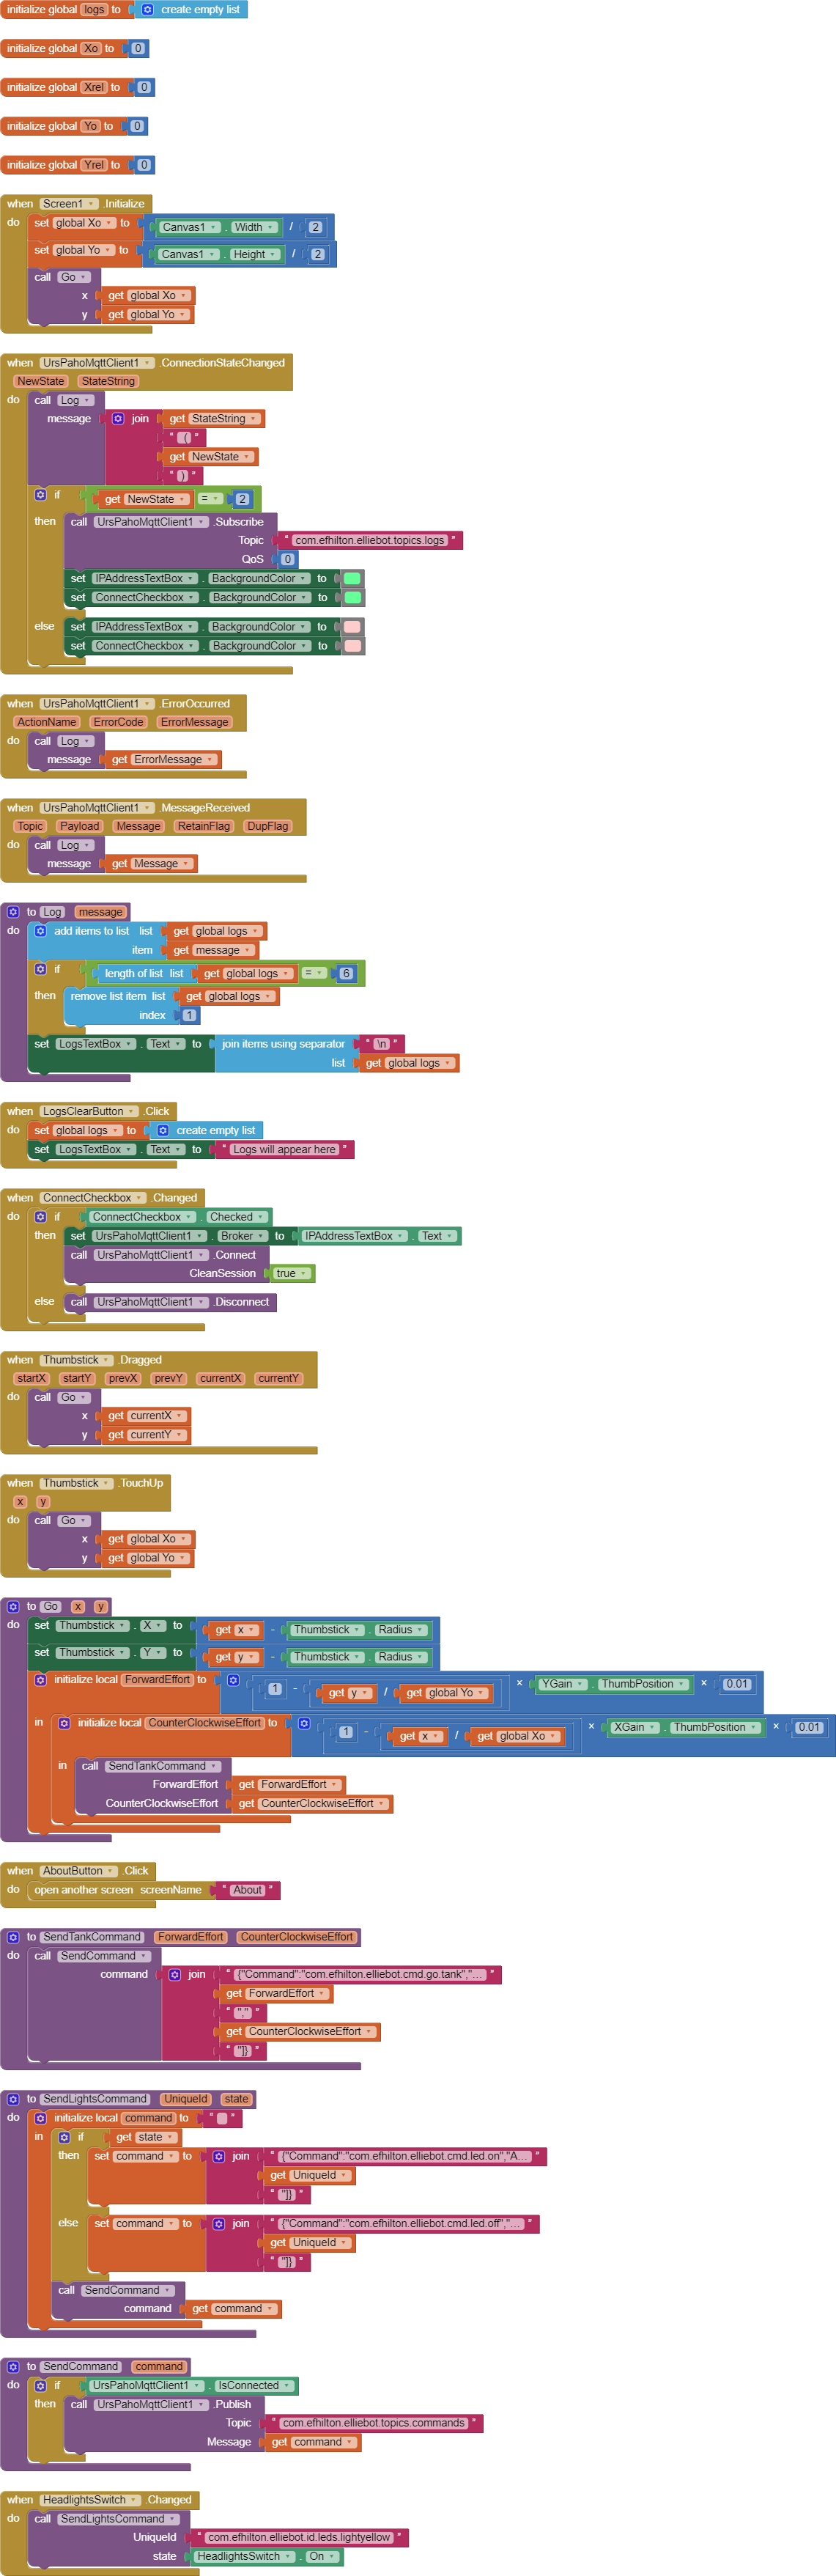 initialize global logs to create empty list
initialize global Xo to 0
initialize global Xrel to 0
initialize global Yo to 0
initialize global Yrel to 0
when Screen1 .Initialize
do set global Xo to Canvas1 . Width / 2
set global Yo to Canvas1 . Height / 2
call Go
x get global Xo
y get global Yo
when UrsPahoMqttClient1 .ConnectionStateChanged
NewState StateString
do call Log
message join get StateString
" ( "
get NewState
" ) "
if get NewState = 2
then call UrsPahoMqttClient1 .Subscribe
Topic " com.efhilton.elliebot.topics.logs "
QoS 0
set IPAddressTextBox . BackgroundColor to
set ConnectCheckbox . BackgroundColor to
else set IPAddressTextBox . BackgroundColor to
set ConnectCheckbox . BackgroundColor to
when UrsPahoMqttClient1 .ErrorOccurred
ActionName ErrorCode ErrorMessage
do call Log
message get ErrorMessage
when UrsPahoMqttClient1 .MessageReceived
Topic Payload Message RetainFlag DupFlag
do call Log
message get Message
to Log message
do add items to list list get global logs
item get message
if length of list list get global logs = 6
then remove list item list get global logs
index 1
set LogsTextBox . Text to join items using separator " \n "
list get global logs
when LogsClearButton .Click
do set global logs to create empty list
set LogsTextBox . Text to " Logs will appear here "
when ConnectCheckbox .Changed
do if ConnectCheckbox . Checked
then set UrsPahoMqttClient1 . Broker to IPAddressTextBox . Text
call UrsPahoMqttClient1 .Connect
CleanSession true
else call UrsPahoMqttClient1 .Disconnect
when Thumbstick .Dragged
startX startY prevX prevY currentX currentY
do call Go
x get currentX
y get currentY
when Thumbstick .TouchUp
x y
do call Go
x get global Xo
y get global Yo
to Go x y
do set Thumbstick . X to get x - Thumbstick . Radius
set Thumbstick . Y to get y - Thumbstick . Radius
initialize local ForwardEffort to 1 - get y / get global Yo × YGain . ThumbPosition × 0.01
in initialize local CounterClockwiseEffort to 1 - get x / get global Xo × XGain . ThumbPosition × 0.01
in call SendTankCommand
ForwardEffort get ForwardEffort
CounterClockwiseEffort get CounterClockwiseEffort
when AboutButton .Click
do open another screen screenName " About "
to SendTankCommand ForwardEffort CounterClockwiseEffort
do call SendCommand
command join " {"Command":"com.efhilton.elliebot.cmd.go.tank","... "
get ForwardEffort
" "," "
get CounterClockwiseEffort
" "]} "
to SendLightsCommand UniqueId state
do initialize local command to " "
in if get state
then set command to join " {"Command":"com.efhilton.elliebot.cmd.led.on","A... "
get UniqueId
" "]} "
else set command to join " {"Command":"com.efhilton.elliebot.cmd.led.off","... "
get UniqueId
" "]} "
call SendCommand
command get command
to SendCommand command
do if UrsPahoMqttClient1 . IsConnected
then call UrsPahoMqttClient1 .Publish
Topic " com.efhilton.elliebot.topics.commands "
Message get command
when HeadlightsSwitch .Changed
do call SendLightsCommand
UniqueId " com.efhilton.elliebot.id.leds.lightyellow "
state HeadlightsSwitch . On